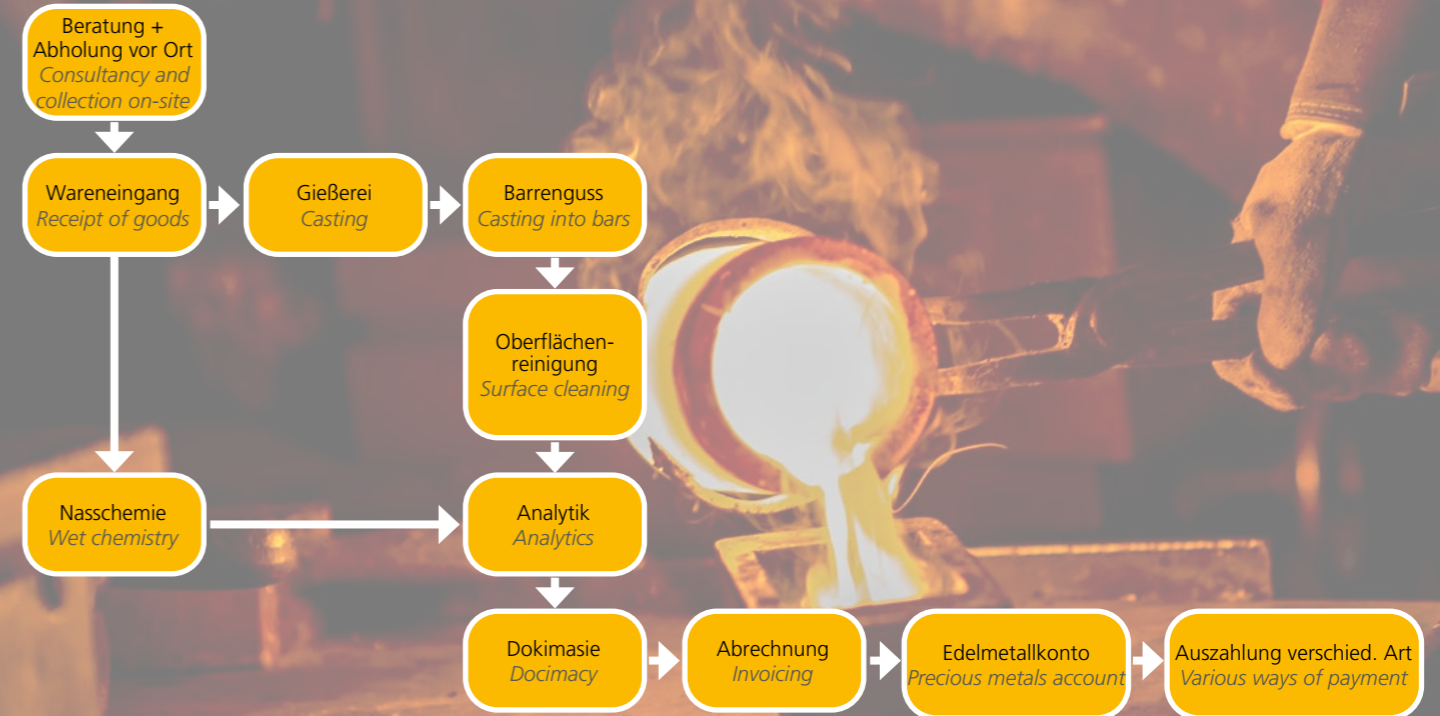 Beratung +
Abholung vor Ort
Consultancy and
collection on-site
Wareneingang
Receipt of goods
Gießerei
Casting
Barrenguss
Casting into bars
Oberflächen-
reinigung
Surface cleaning
Nasschemie
Wet chemistry
Analytik
Analytics
Dokimasie
Docimacy
Abrechnung
Invoicing
Edelmetallkonto
Precious metals account
Auszahlung verschied. Art
Various ways of payment